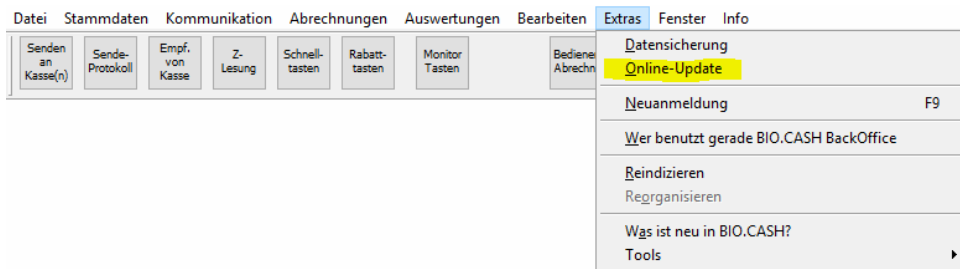 Datei Stammdaten Kommunikation Abrechnungen Auswertungen Bearbeiten Extras Fenster Info
Senden
an
Kasse(n)
Sende-
Protokoll
Empf.
von
Kasse
Z-
Lesung
Schnell-
tasten
Rabatt-
tasten
Monitor
Tasten
Datensicherung
Online-Update
Neuanmeldung F9
Wer benutzt gerade BIO.CASH BackOffice
Reindizieren
Reorganisieren
Was ist neu in BIO.CASH?
Tools